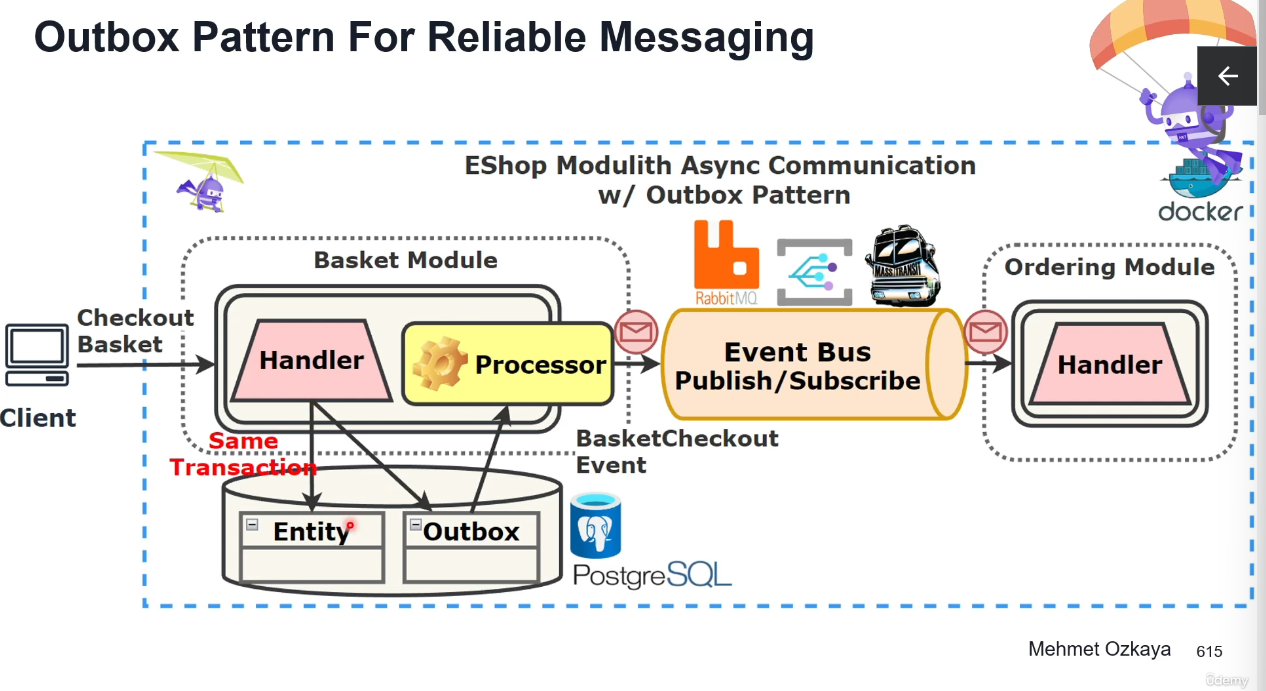 Outbox Pattern For Reliable Messaging
EShop Modulith Async Communication
w/ Outbox Pattern
docker
Basket Module
RabbitMQ
MASSTRANSIT
Ordering Module
Checkout
Basket
Client
Handler
Processor
Event Bus
Publish/Subscribe
Handler
Same
Transaction
BasketCheckout
Event
Entity
Outbox
PostgreSQL
Mehmet Ozkaya
615
ûdemy